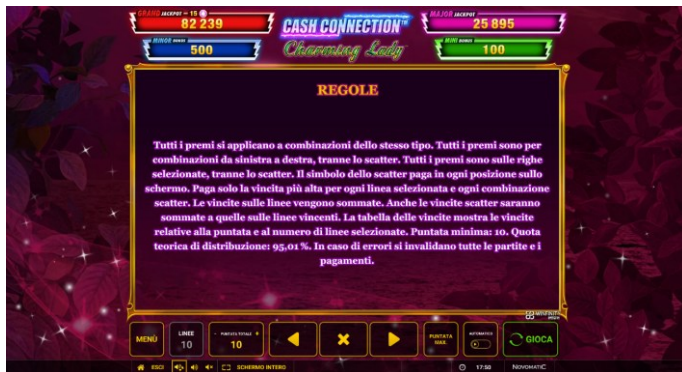 GRAND JACKPOT = 15
82 239
CASH CONNECTION™
MAJOR JACKPOT
25 895
MINOR BONUS
500
Charming Lady
MINI BONUS
100
REGOLE
Tutti i premi si applicano a combinazioni dello stesso tipo. Tutti i premi sono per
combinazioni da sinistra a destra, tranne lo scatter. Tutti i premi sono sulle righe
selezionate, tranne lo scatter. Il simbolo dello scatter paga in ogni posizione sullo
schermo. Paga solo la vincita più alta per ogni linea selezionata e ogni combinazione
scatter. Le vincite sulle linee vengono sommate. Anche le vincite scatter saranno
sommate a quelle sulle linee vincenti. La tabella delle vincite mostra le vincite
relative alla puntata e al numero di linee selezionate. Puntata minima: 10. Quota
teorica di distribuzione: 95,01 %. In caso di errori si invalidano tutte le partite e i
pagamenti.
MENÙ
LINEE
10
- PUNTATA TOTALE +
10
PUNTATA
MAX.
AUTOMATICO
GIOCA
ESCI
SCHERMO INTERO
17:50
NOVOMATIC